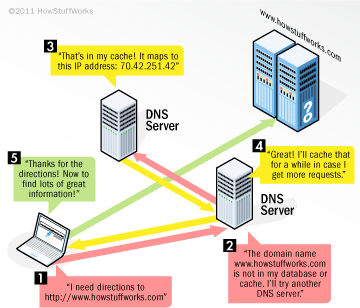 ©2011 HowStuffWorks
www.howstuffworks.com
3
"That's in my cache! It maps to
this IP address: 70.42.251.42"
DNS
Server
5
"Thanks for the
directions! Now to
find lots of great
information!"
4
"Great! I'll cache that
for a while in case I
get more requests."
DNS
Server
1
"I need directions to
http://www.howstuffworks.com"
2
"The domain name
www.howstuffworks.com
is not in my database or
cache. I'll try another
DNS server."